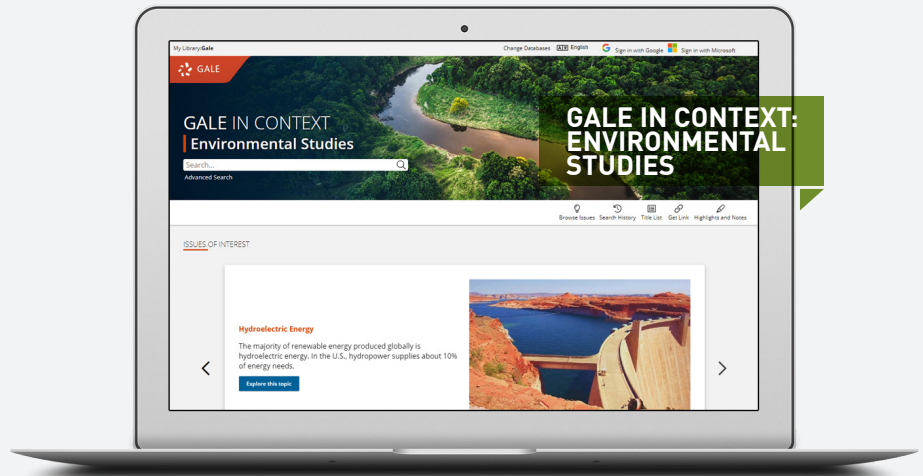 My Library:Gale
Change Databases English Sign in with Google Sign in with Microsoft
GALE
GALE IN CONTEXT
Environmental Studies
Search...
Advanced Search
GALE IN CONTEXT:
ENVIRONMENTAL
STUDIES
Browse Issues Search History Title List Get Link Highlights and Notes
ISSUES OF INTEREST
Hydroelectric Energy
The majority of renewable energy produced globally is
hydroelectric energy. In the U.S., hydropower supplies about 10%
of energy needs.
Explore this topic